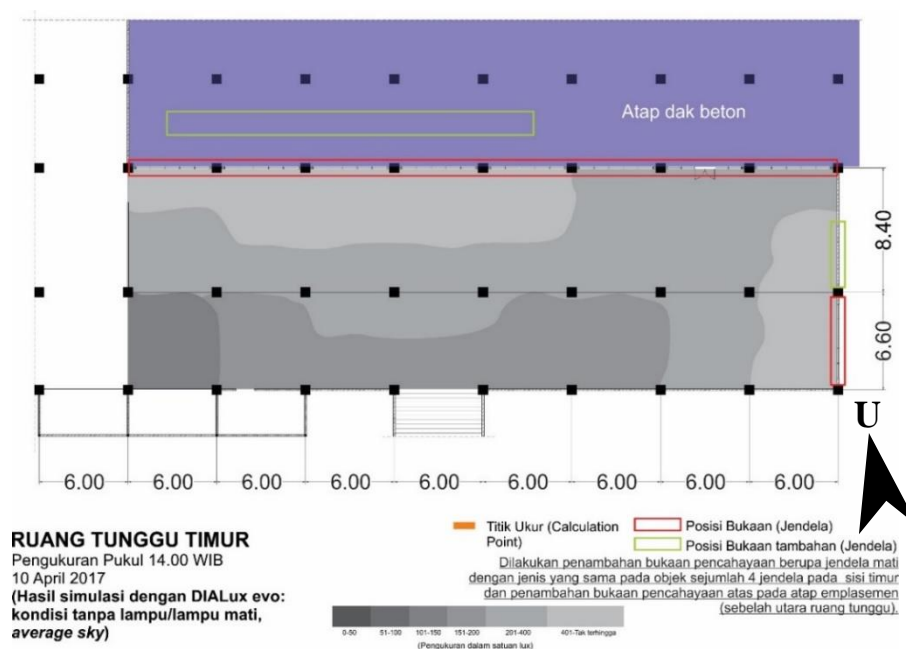 Atap dak beton
8.40
6.60
U
6.00 6.00 6.00 6.00 6.00 6.00 6.00 6.00 6.00
RUANG TUNGGU TIMUR
Pengukuran Pukul 14.00 WIB
10 April 2017
(Hasil simulasi dengan DIALux evo:
kondisi tanpa lampu/lampu mati,
average sky)
Titik Ukur (Calculation
Point)
Posisi Bukaan (Jendela)
Posisi Bukaan tambahan (Jendela)
Dilakukan penambahan bukaan pencahayaan berupa jendela mati
dengan jenis yang sama pada objek sejumlah 4 jendela pada sisi timur
dan penambahan bukaan pencahayaan atas pada atap emplasemen
(sebelah utara ruang tunggu).
0-50 51-100 101-150 151-200 201-400 401-Tak terhingga
(Pengukuran dalam satuan lux)